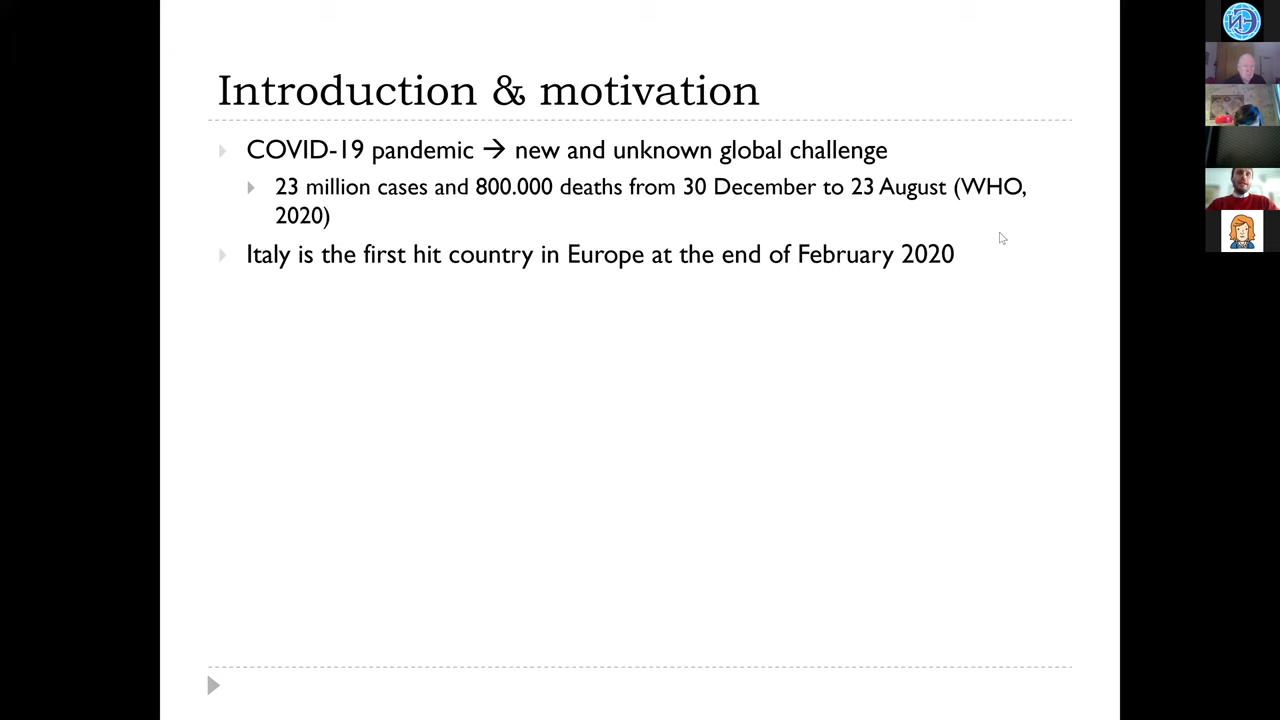 Introduction & motivation
COVID-19 pandemic → new and unknown global challenge
23 million cases and 800.000 deaths from 30 December to 23 August (WHO,
2020)
Italy is the first hit country in Europe at the end of February 2020